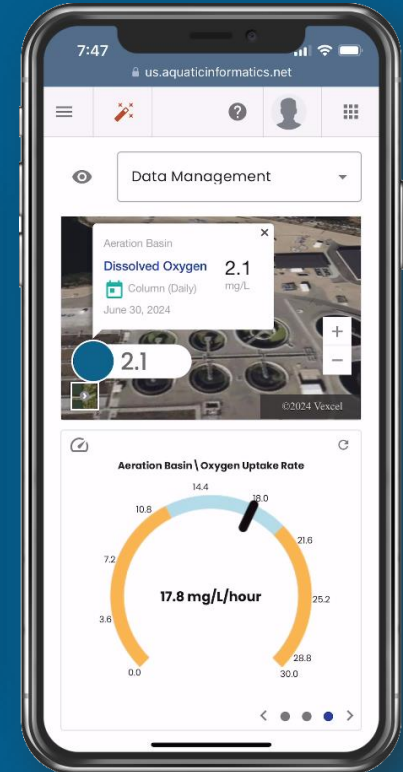 7:47
us.aquaticinformatics.net
Data Management
Aeration Basin
Dissolved Oxygen 2.1
Column (Daily) mg/L
June 30, 2024
2.1
©2024 Vexcel
Aeration Basin\Oxygen Uptake Rate
14.4
10.8 18.0
7.2 21.6
17.8 mg/L/hour
3.6 25.2
28.8
0.0 30.0